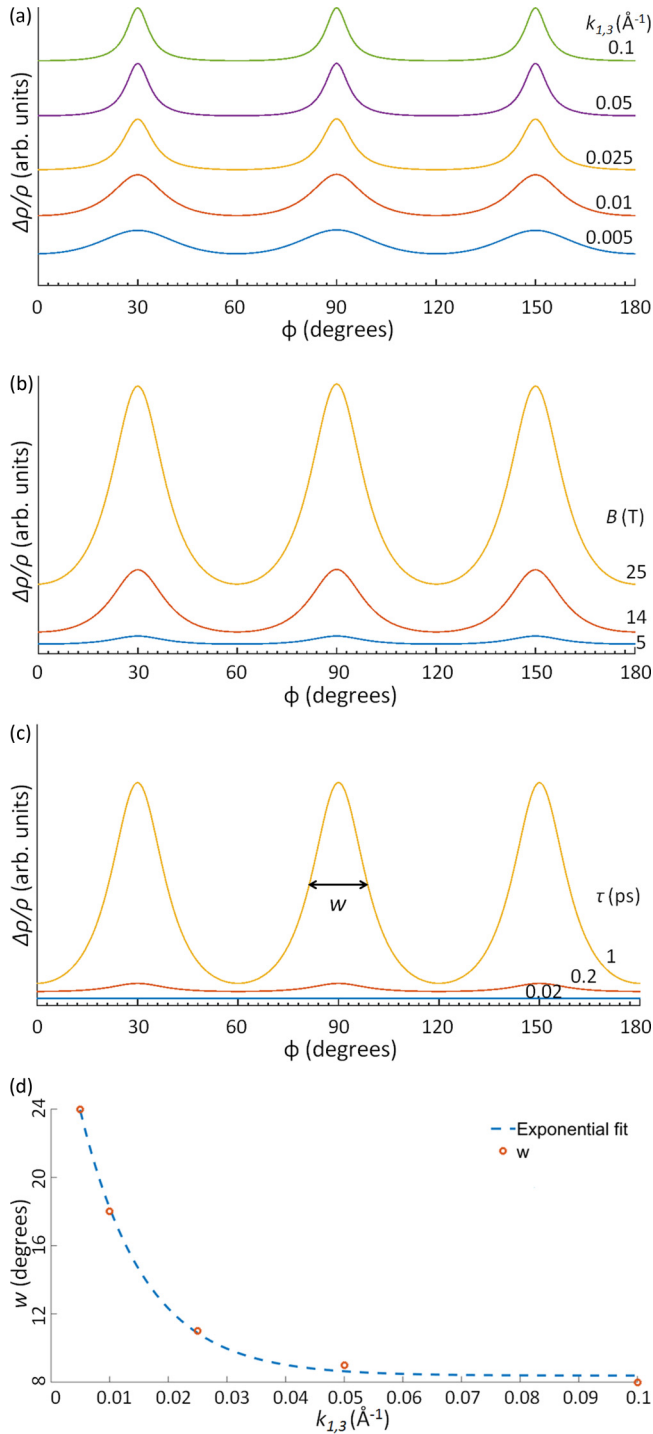 (a)
k1,3 (Å-1)
0.1
0.05
0.025
0.01
0.005
Δρ/ρ (arb. units)
0 30 60 90 120 150 180
ϕ (degrees)
(b)
B (T)
25
14
5
Δρ/ρ (arb. units)
0 30 60 90 120 150 180
ϕ (degrees)
(c)
w
τ (ps)
1
0.2
0.02
Δρ/ρ (arb. units)
0 30 60 90 120 150 180
ϕ (degrees)
(d)
24
20
16
12
8
w (degrees)
Exponential fit
w
0 0.01 0.02 0.03 0.04 0.05 0.06 0.07 0.08 0.09 0.1
k1,3 (Å-1)